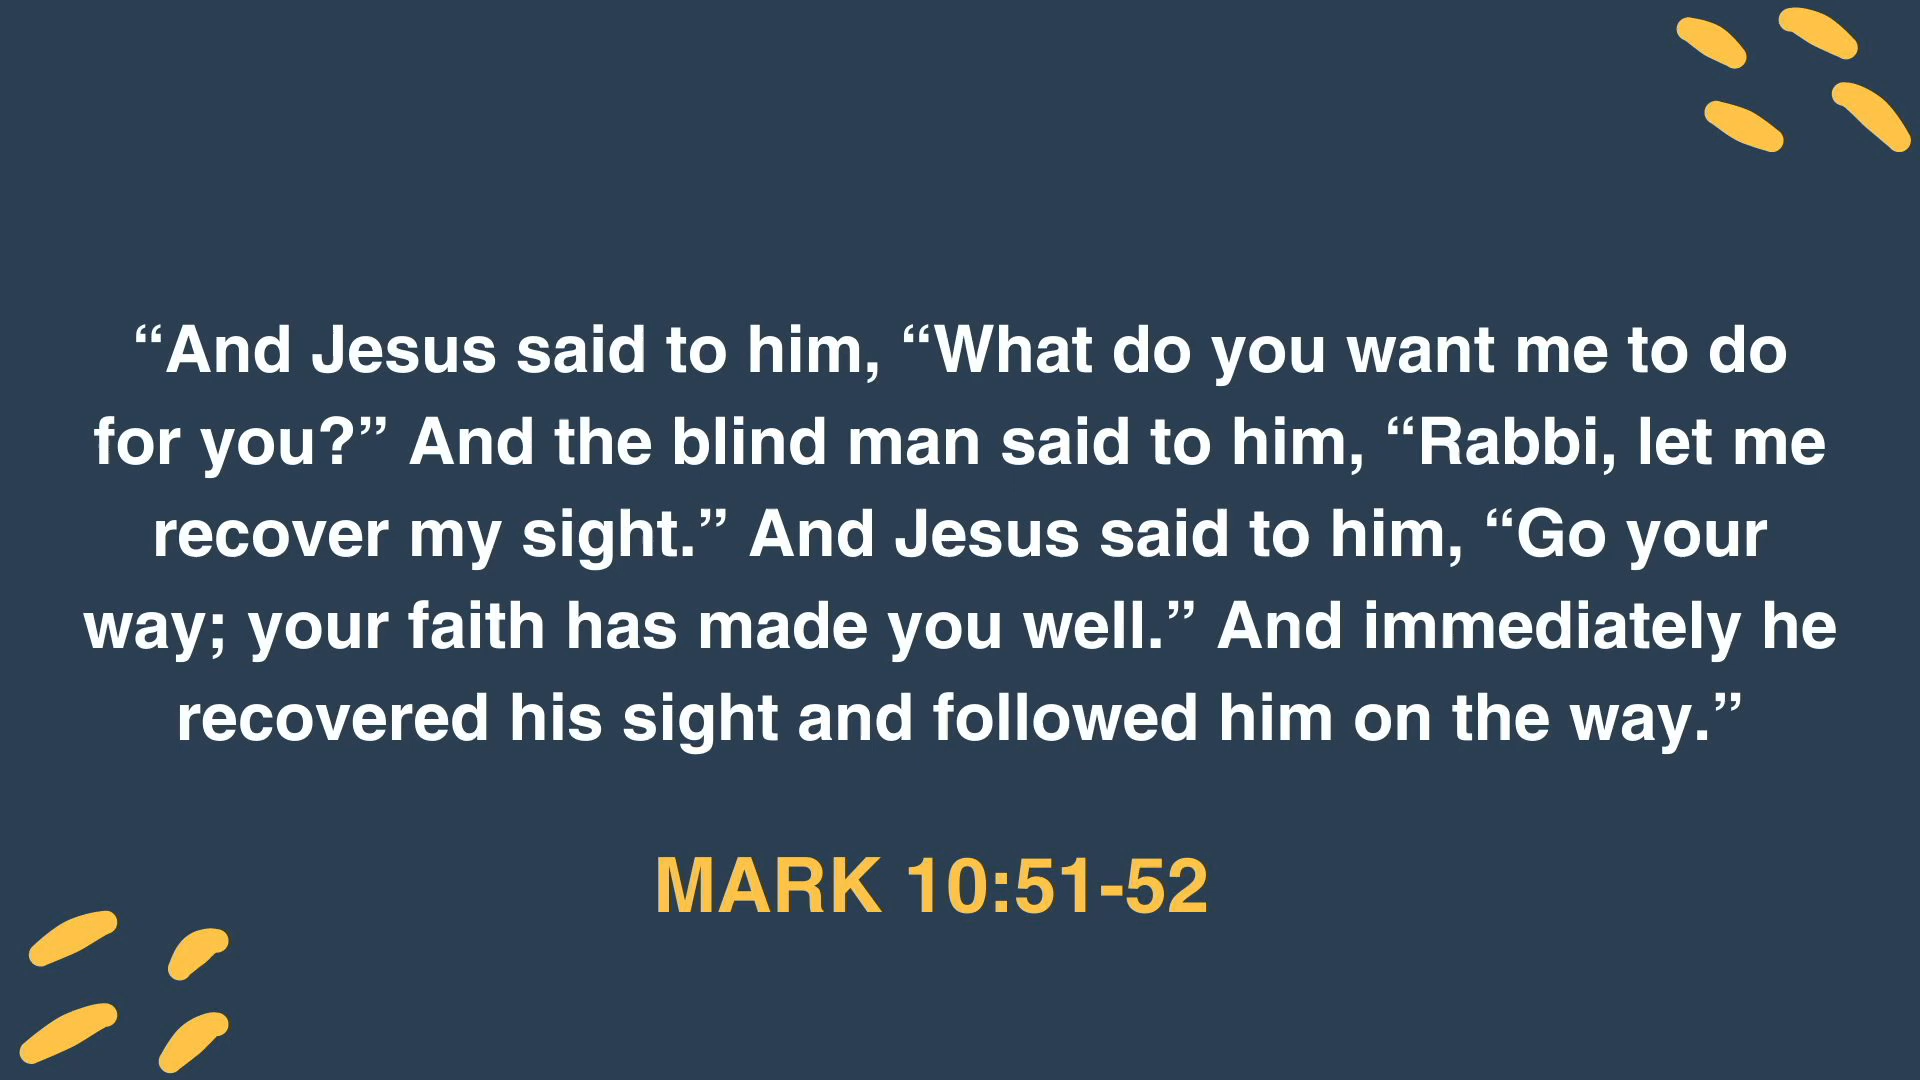 “And Jesus said to him, “What do you want me to do
for you?” And the blind man said to him, “Rabbi, let me
recover my sight.” And Jesus said to him, “Go your
way; your faith has made you well.” And immediately he
recovered his sight and followed him on the way.”
MARK 10:51-52